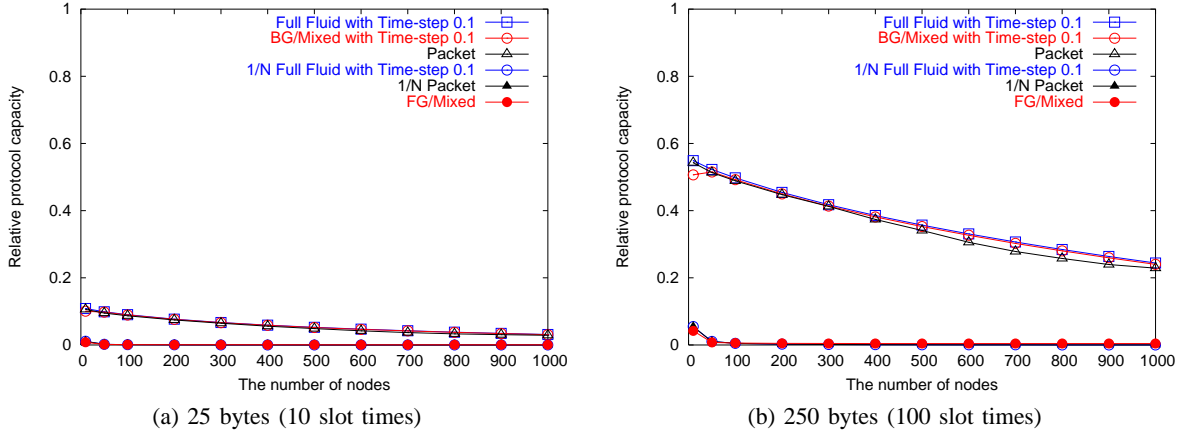 Full Fluid with Time-step 0.1
BG/Mixed with Time-step 0.1
Packet
1/N Full Fluid with Time-step 0.1
1/N Packet
FG/Mixed
1
0.8
0.6
0.4
0.2
0
Relative protocol capacity
0 100 200 300 400 500 600 700 800 900 1000
The number of nodes
(a) 25 bytes (10 slot times)
Full Fluid with Time-step 0.1
BG/Mixed with Time-step 0.1
Packet
1/N Full Fluid with Time-step 0.1
1/N Packet
FG/Mixed
1
0.8
0.6
0.4
0.2
0
Relative protocol capacity
0 100 200 300 400 500 600 700 800 900 1000
The number of nodes
(b) 250 bytes (100 slot times)